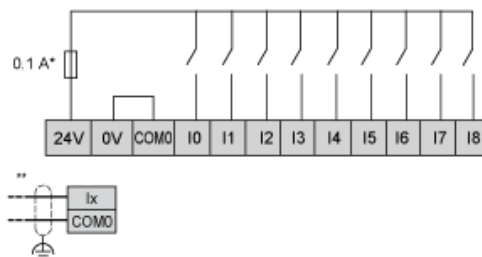 0.1 A*
24V 0V COM0 I0 I1 I2 I3 I4 I5 I6 I7 I8
**
Ix
COM0